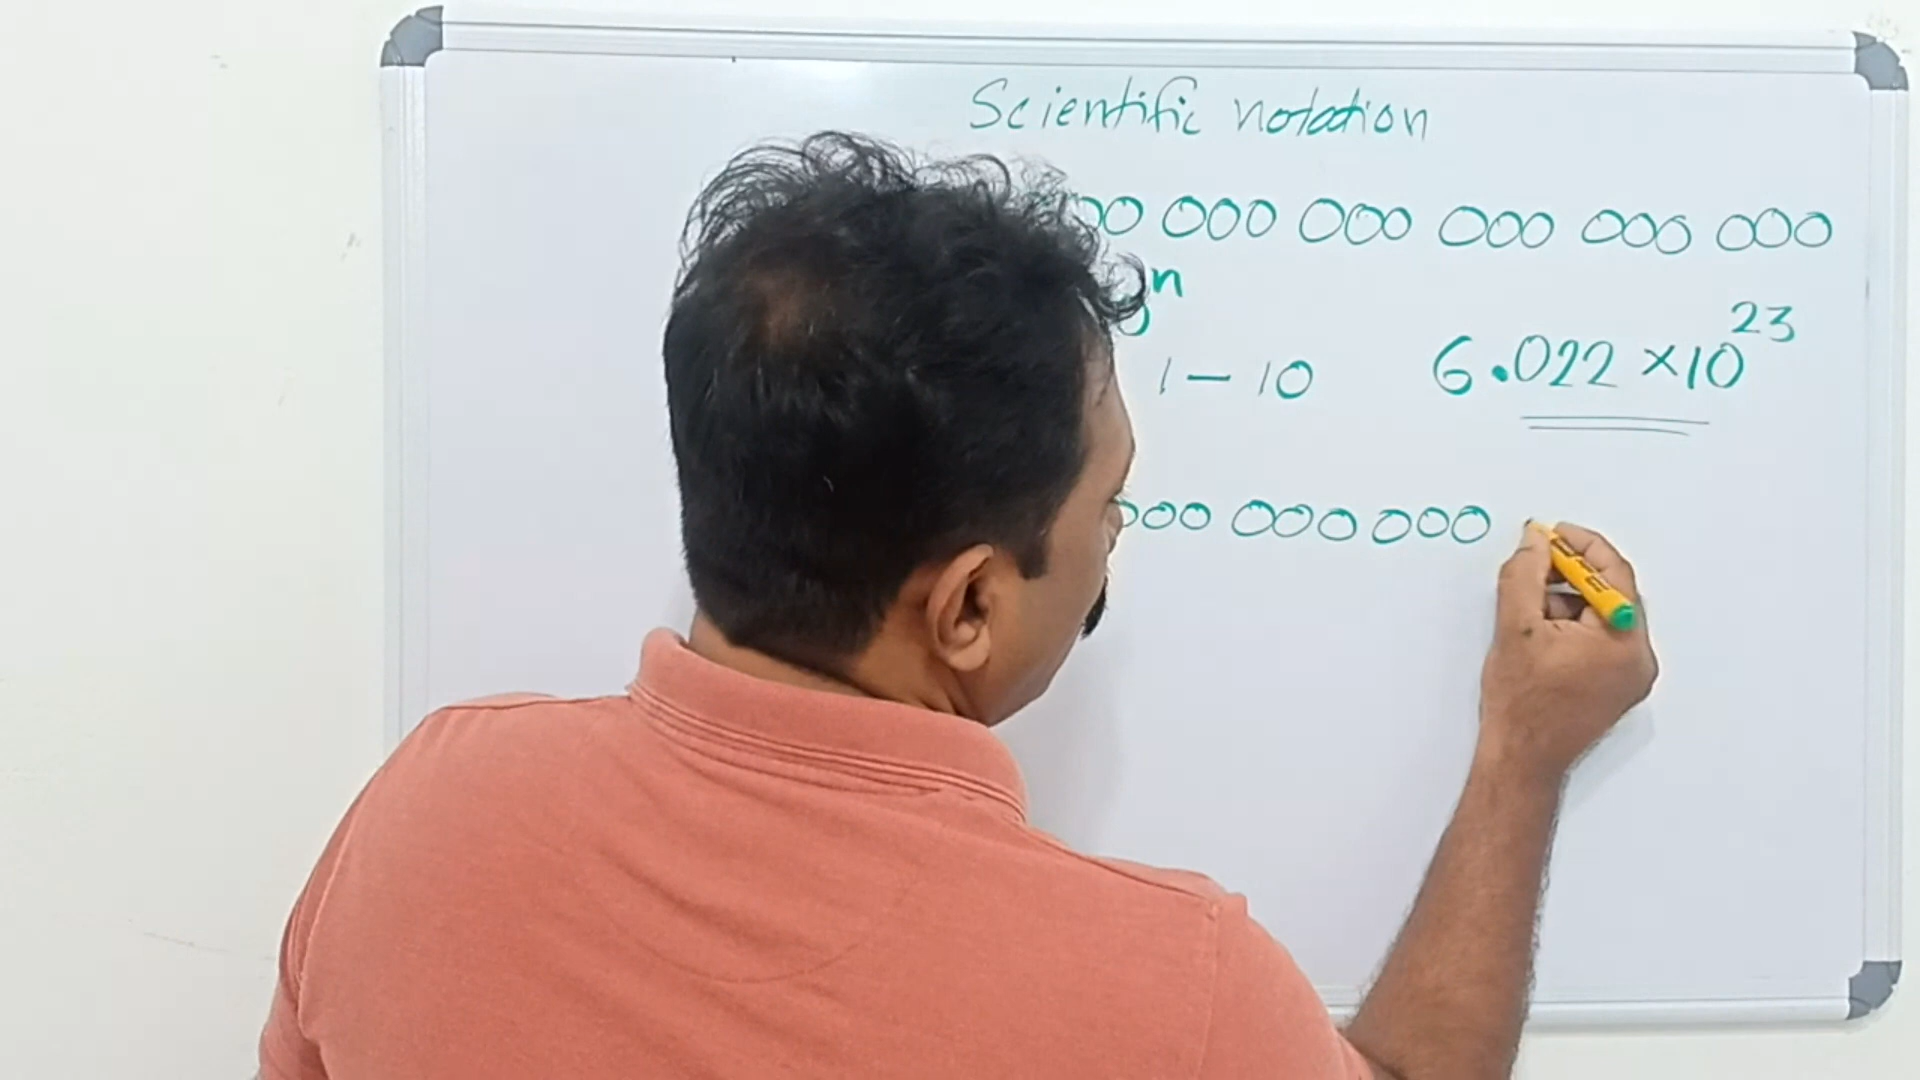 Scientific notation
00 000 000 000 000 000
n
1 - 10
6.022 × 10²³
000 000 000